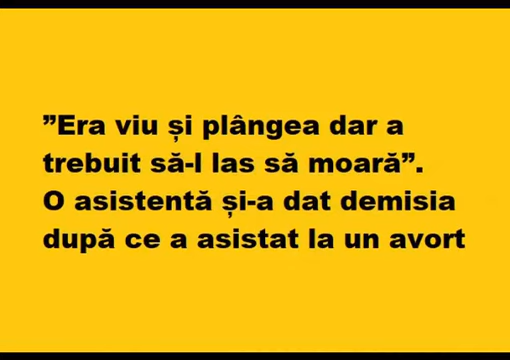 ”Era viu și plângea dar a
trebuit să-l las să moară”.
O asistentă și-a dat demisia
după ce a asistat la un avort